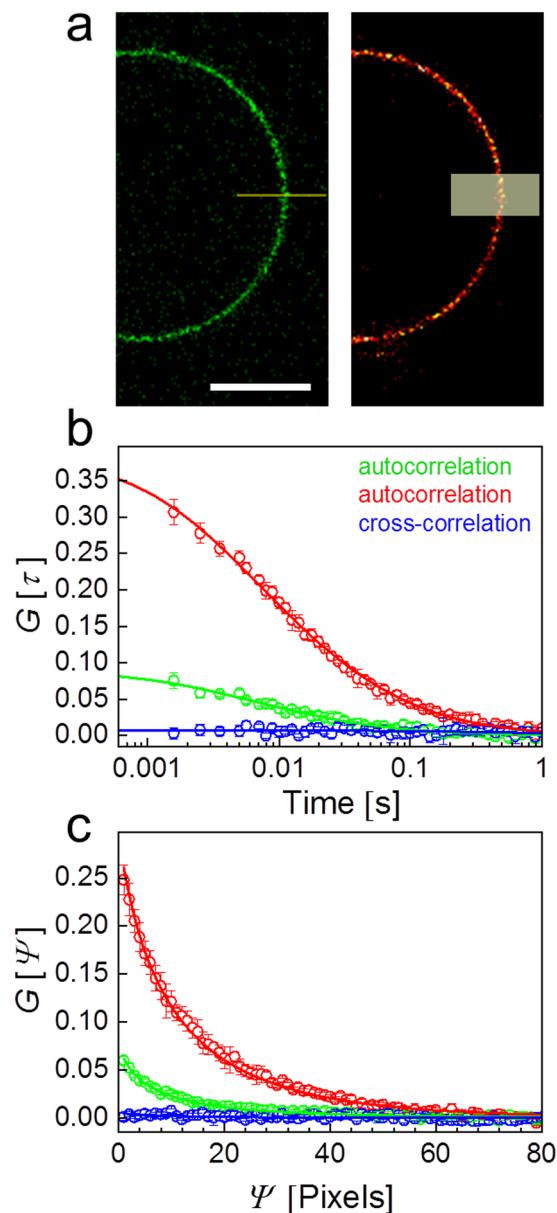 a
b
autocorrelation
autocorrelation
cross-correlation
0.35
0.30
0.25
0.20
0.15
0.10
0.05
0.00
G [τ]
0.001 0.01 0.1 1
Time [s]
c
0.25
0.20
0.15
0.10
0.05
0.00
G [Ψ]
0 20 40 60 80
Ψ [Pixels]